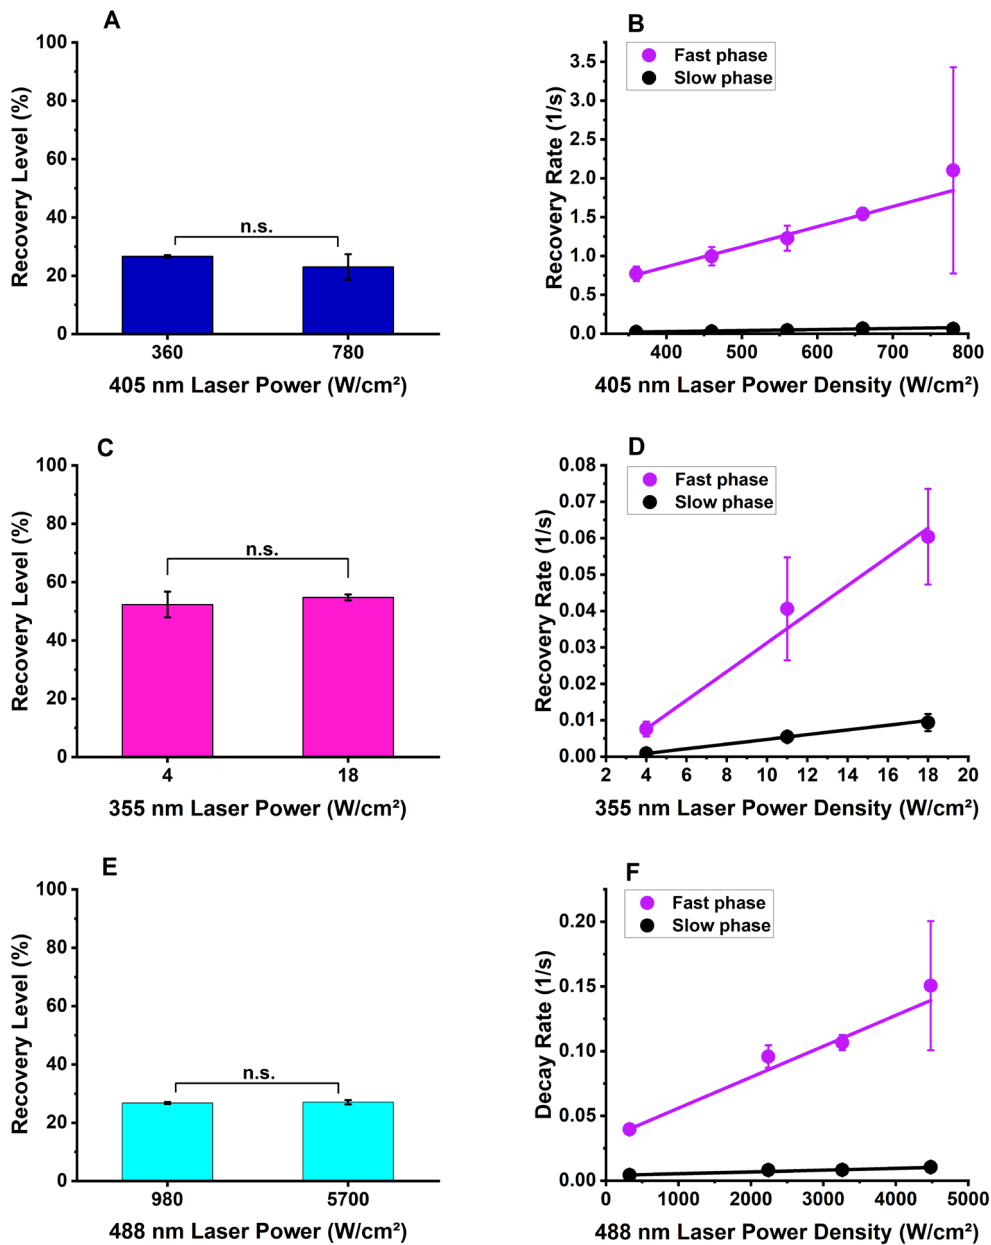 A
Recovery Level (%)
100
80
60
40
20
0
n.s.
360 780
405 nm Laser Power (W/cm²)
B
Fast phase
Slow phase
Recovery Rate (1/s)
3.5
3.0
2.5
2.0
1.5
1.0
0.5
0.0
400 500 600 700 800
405 nm Laser Power Density (W/cm²)
C
Recovery Level (%)
100
80
60
40
20
0
n.s.
4 18
355 nm Laser Power (W/cm²)
D
Fast phase
Slow phase
Recovery Rate (1/s)
0.08
0.07
0.06
0.05
0.04
0.03
0.02
0.01
0.00
2 4 6 8 10 12 14 16 18 20
355 nm Laser Power Density (W/cm²)
E
Recovery Level (%)
100
80
60
40
20
0
n.s.
980 5700
488 nm Laser Power (W/cm²)
F
Fast phase
Slow phase
Decay Rate (1/s)
0.20
0.15
0.10
0.05
0.00
0 1000 2000 3000 4000 5000
488 nm Laser Power Density (W/cm²)